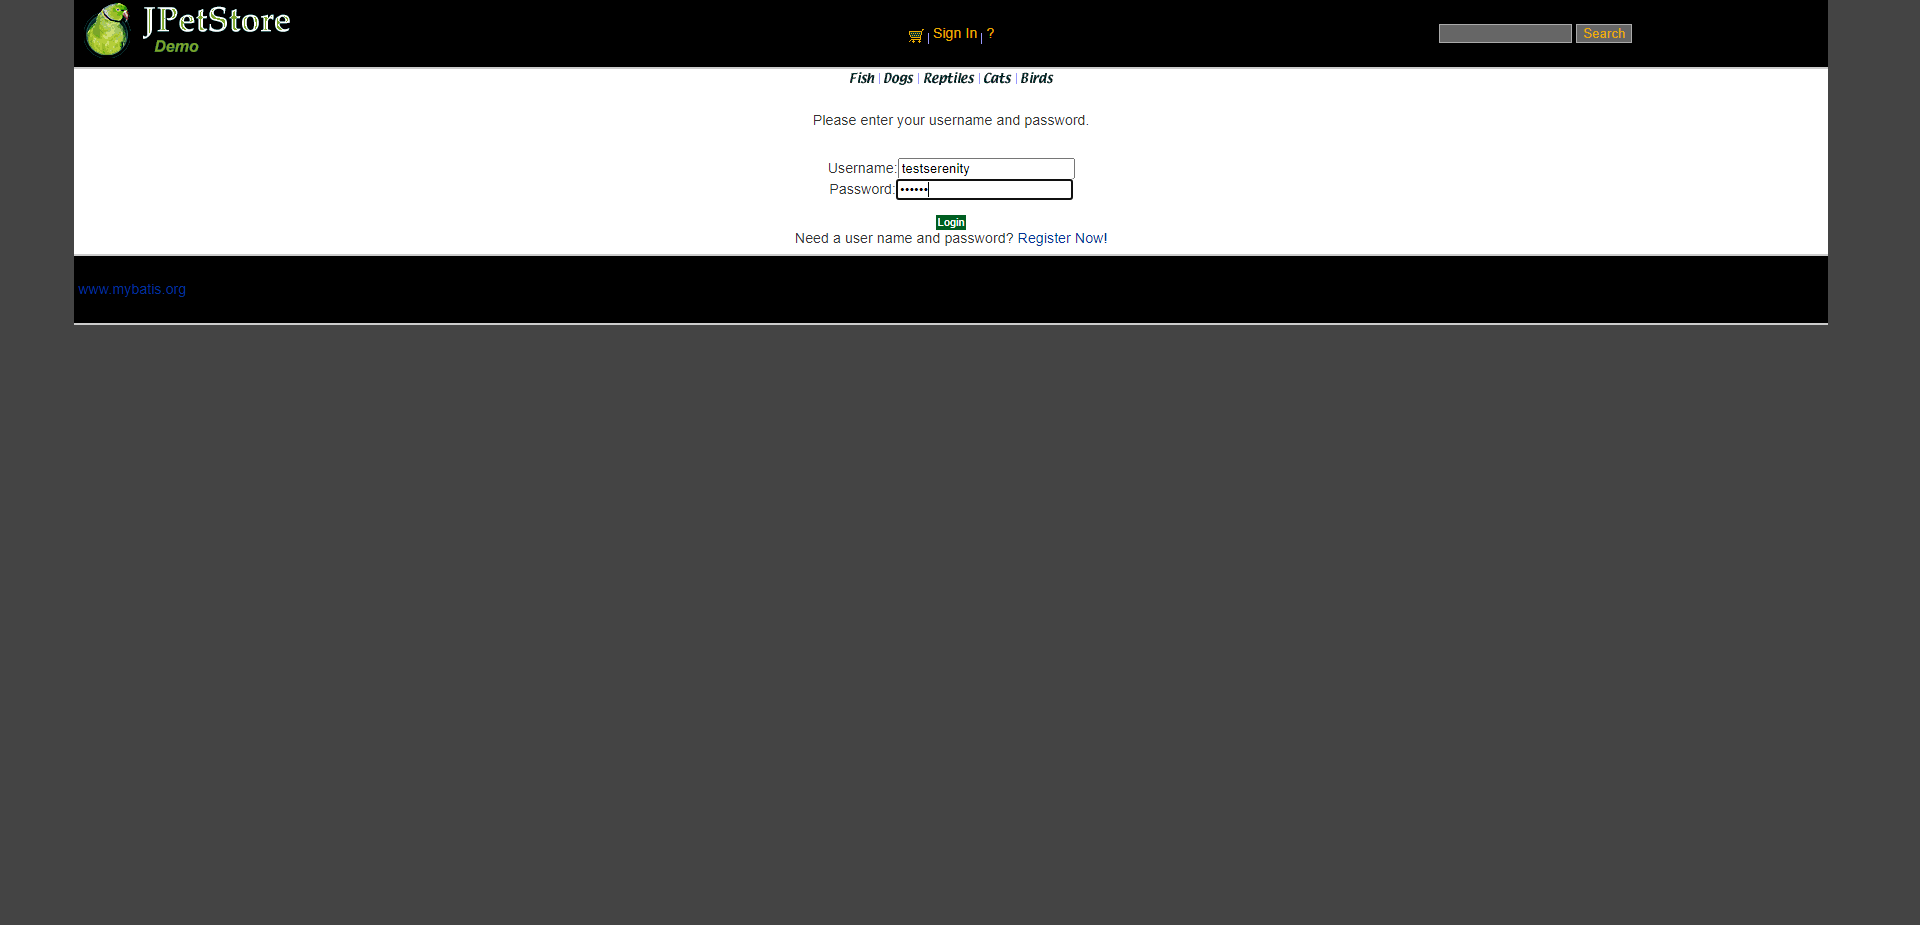 JPetStore
Demo
Sign In | ?
Search
Fish | Dogs | Reptiles | Cats | Birds
Please enter your username and password.
Username: testserenity
Password: ••••••
Login
Need a user name and password? Register Now!
www.mybatis.org